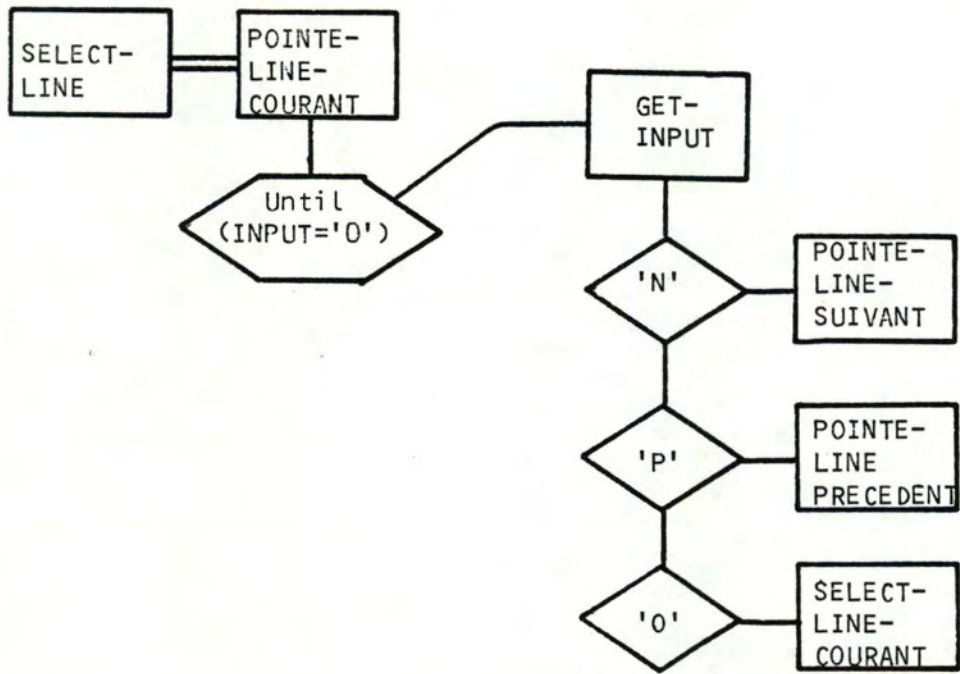 SELECT-
LINE
POINTE-
LINE-
COURANT
Until
(INPUT='O')
GET-
INPUT
'N'
POINTE-
LINE-
SUIVANT
'P'
POINTE-
LINE
PRECEDENT
'O'
SELECT-
LINE-
COURANT